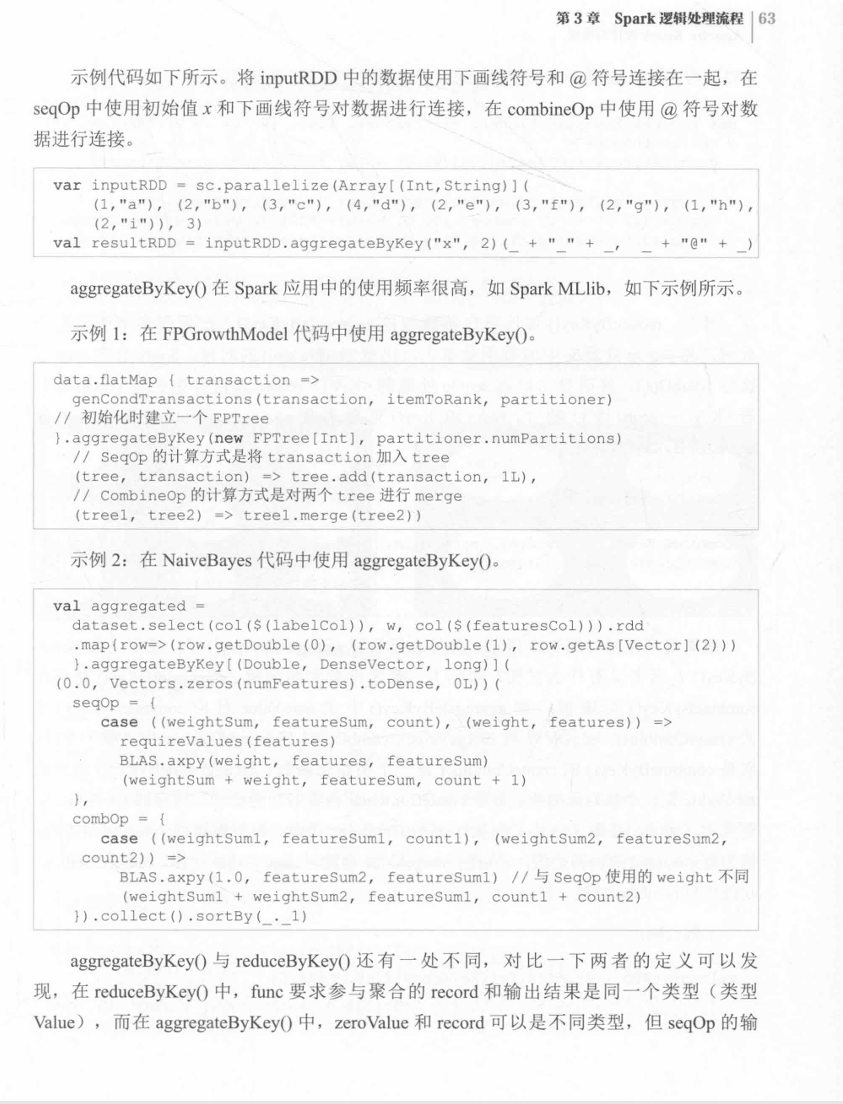 第 3 章 Spark 逻辑处理流程 63
示例代码如下所示。将 inputRDD 中的数据使用下画线符号和 @ 符号连接在一起，在
seqOp 中使用初始值 x 和下画线符号对数据进行连接，在 combineOp 中使用 @ 符号对数
据进行连接。
var inputRDD = sc.parallelize(Array[(Int,String)](
(1,"a"), (2,"b"), (3,"c"), (4,"d"), (2,"e"), (3,"f"), (2,"g"), (1,"h"),
(2,"i")), 3)
val resultRDD = inputRDD.aggregateByKey("x", 2)(_ + "_" + _, _ + "@" + _)
aggregateByKey() 在 Spark 应用中的使用频率很高，如 Spark MLlib，如下示例所示。
示例 1：在 FPGrowthModel 代码中使用 aggregateByKey()。
data.flatMap { transaction =>
genCondTransactions(transaction, itemToRank, partitioner)
// 初始化时建立一个 FPTree
}.aggregateByKey(new FPTree[Int], partitioner.numPartitions)(
// SeqOp 的计算方式是将 transaction 加入 tree
(tree, transaction) => tree.add(transaction, 1L),
// CombineOp 的计算方式是对两个 tree 进行 merge
(tree1, tree2) => tree1.merge(tree2))
示例 2：在 NaiveBayes 代码中使用 aggregateByKey()。
val aggregated =
dataset.select(col($(labelCol)), w, col($(featuresCol))).rdd
.map{row=>(row.getDouble(0), (row.getDouble(1), row.getAs[Vector](2)))
}.aggregateByKey[(Double, DenseVector, long)](
(0.0, Vectors.zeros(numFeatures).toDense, 0L))(
seqOp = {
case ((weightSum, featureSum, count), (weight, features)) =>
requireValues(features)
BLAS.axpy(weight, features, featureSum)
(weightSum + weight, featureSum, count + 1)
},
combOp = {
case ((weightSum1, featureSum1, count1), (weightSum2, featureSum2,
count2)) =>
BLAS.axpy(1.0, featureSum2, featureSum1) // 与 SeqOp 使用的 weight 不同
(weightSum1 + weightSum2, featureSum1, count1 + count2)
}).collect().sortBy(_._1)
aggregateByKey() 与 reduceByKey() 还有一处不同，对比一下两者的定义可以发
现，在 reduceByKey() 中，func 要求参与聚合的 record 和输出结果是同一个类型（类型
Value），而在 aggregateByKey() 中，zeroValue 和 record 可以是不同类型，但 seqOp 的输